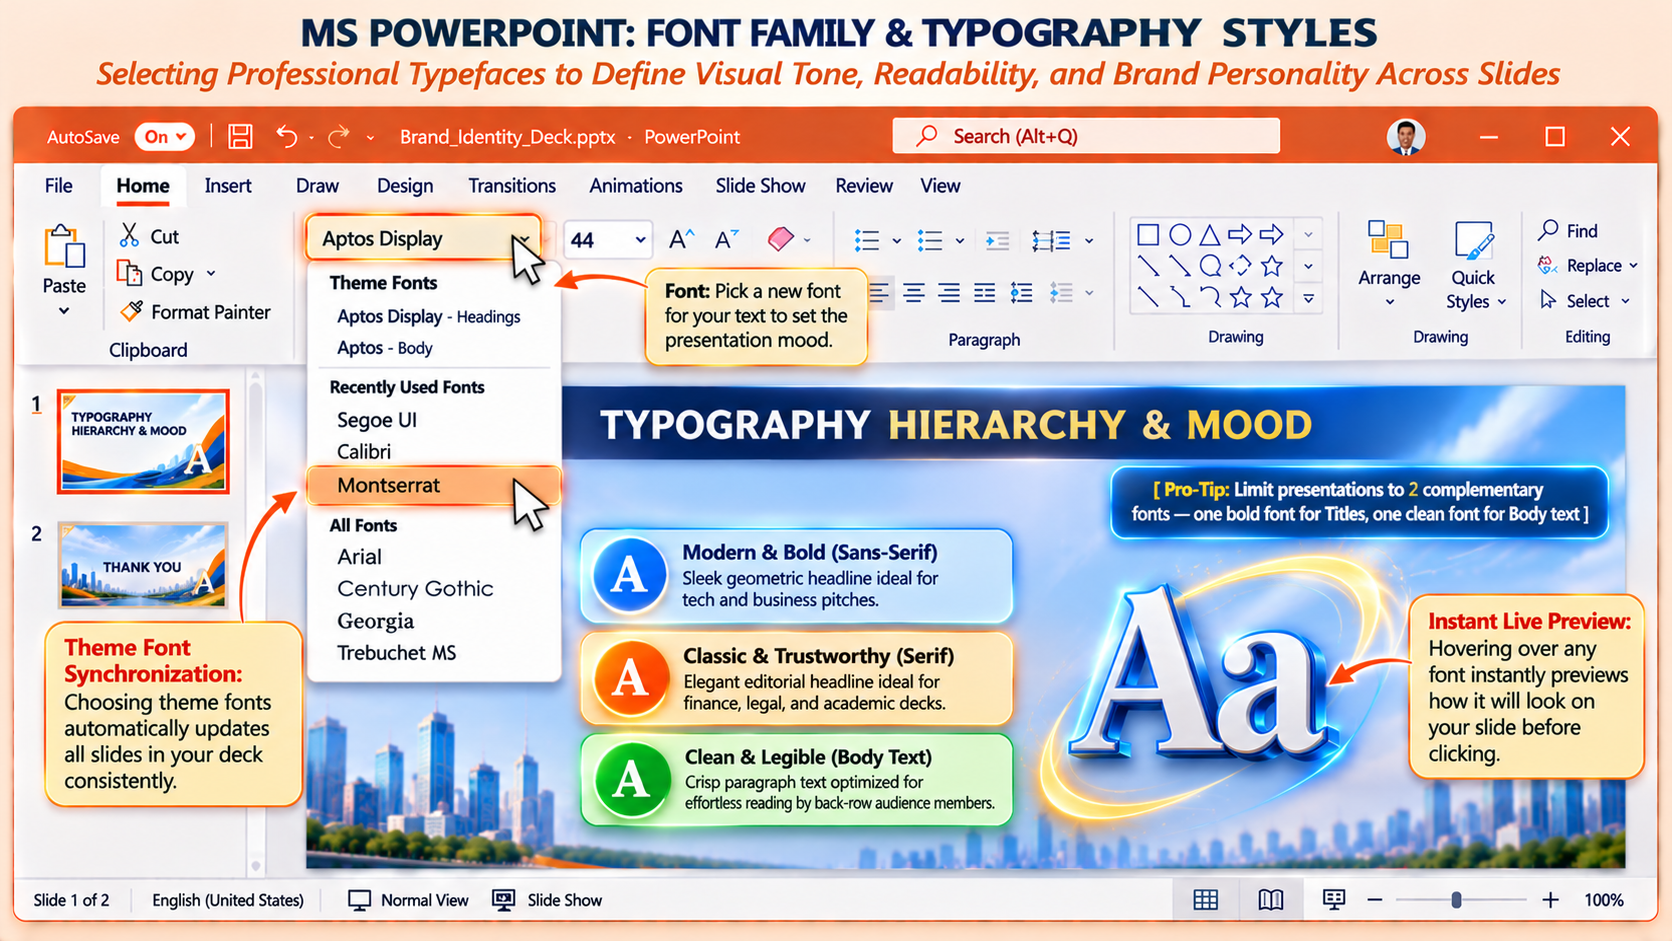 MS POWERPOINT: FONT FAMILY & TYPOGRAPHY STYLES
Selecting Professional Typefaces to Define Visual Tone, Readability, and Brand Personality Across Slides
AutoSave On
Brand_Identity_Deck.pptx · PowerPoint
Search (Alt+Q)
File Home Insert Draw Design Transitions Animations Slide Show Review View
Paste
Cut
Copy
Format Painter
Clipboard
Aptos Display
44
A A
Theme Fonts
Aptos Display - Headings
Aptos - Body
Recently Used Fonts
Segoe UI
Calibri
Montserrat
All Fonts
Arial
Century Gothic
Georgia
Trebuchet MS
Font: Pick a new font
for your text to set the
presentation mood.
Paragraph
Drawing
Arrange
Quick
Styles
Drawing
Find
Replace
Select
Editing
1
TYPOGRAPHY
HIERARCHY & MOOD
A
2
THANK YOU
A
Theme Font
Synchronization:
Choosing theme fonts
automatically updates
all slides in your deck
consistently.
TYPOGRAPHY HIERARCHY & MOOD
[ Pro-Tip: Limit presentations to 2 complementary
fonts — one bold font for Titles, one clean font for Body text ]
A
Modern & Bold (Sans-Serif)
Sleek geometric headline ideal for
tech and business pitches.
A
Classic & Trustworthy (Serif)
Elegant editorial headline ideal for
finance, legal, and academic decks.
A
Clean & Legible (Body Text)
Crisp paragraph text optimized for
effortless reading by back-row audience members.
Aa
Instant Live Preview:
Hovering over any
font instantly previews
how it will look on
your slide before
clicking.
Slide 1 of 2
English (United States)
Normal View
Slide Show
100%